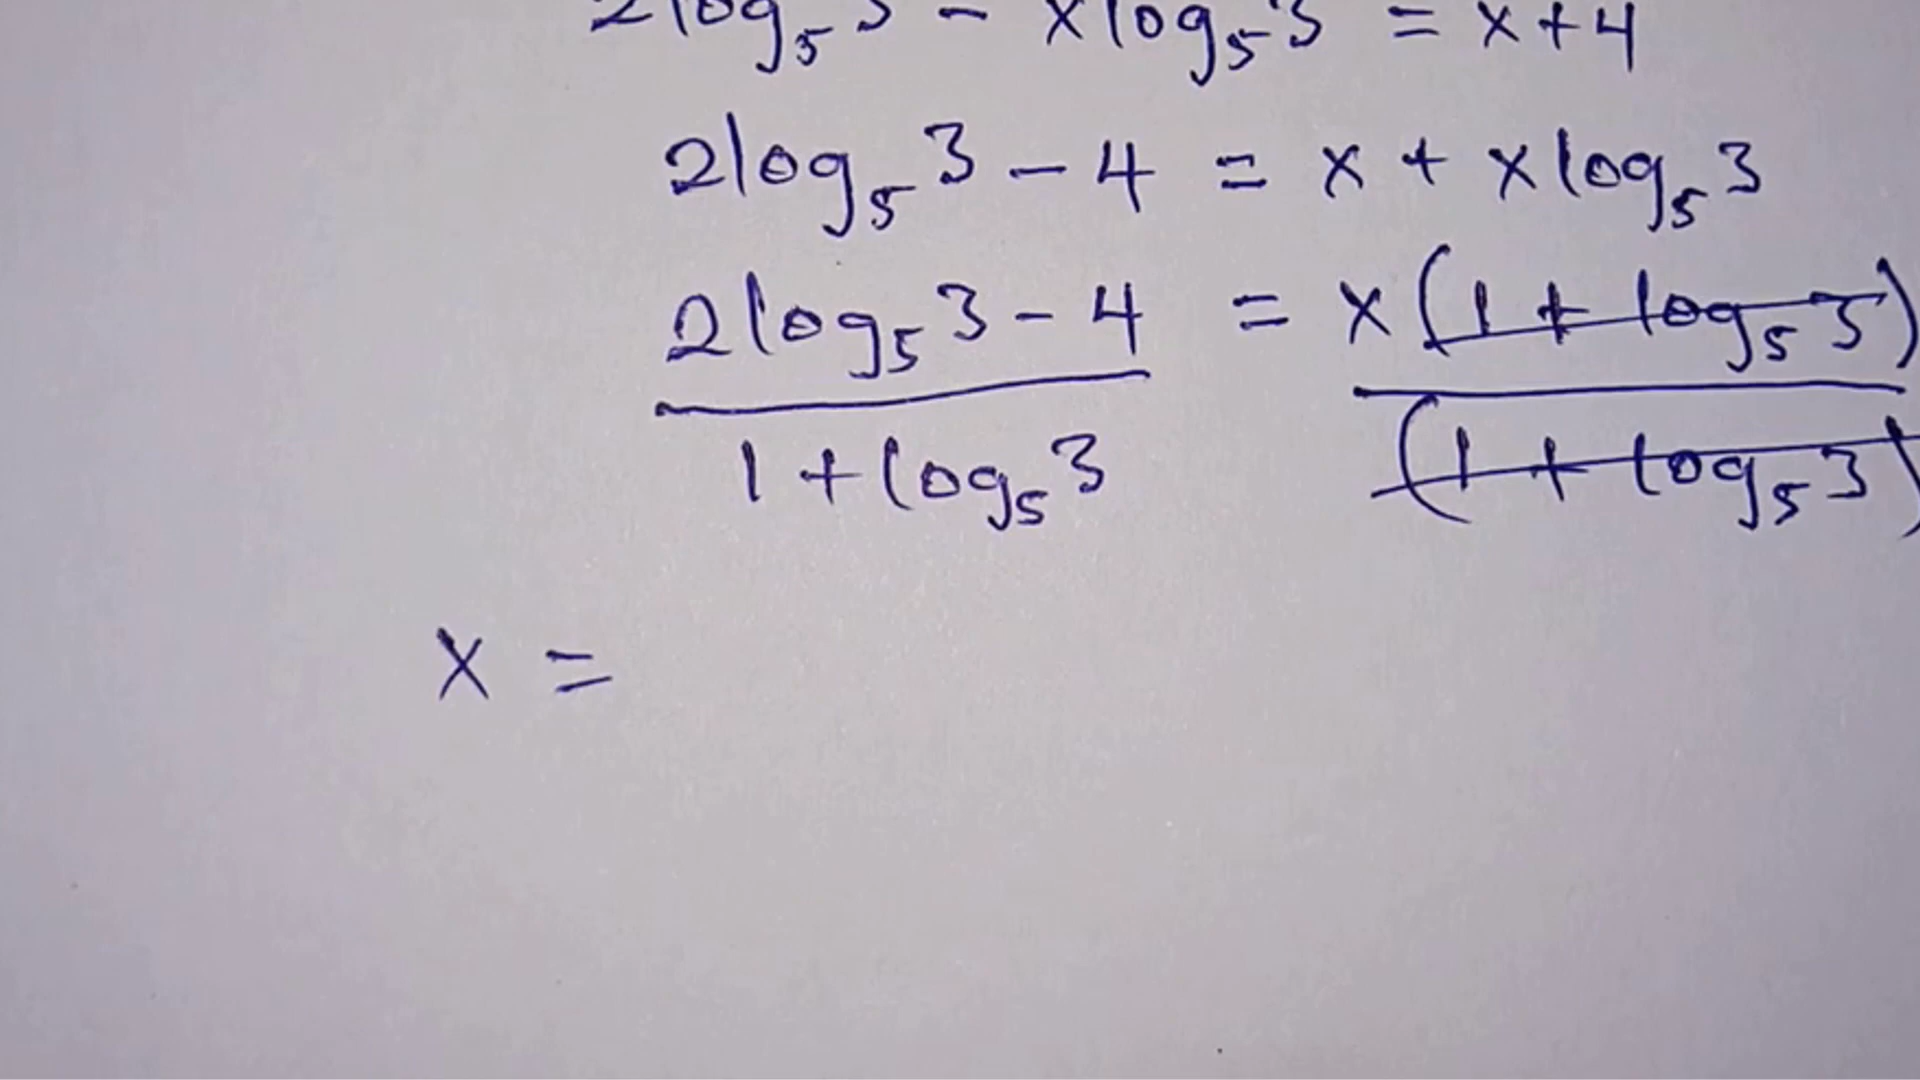 2log₅3 - xlog₅3 = x+4
2log₅3 - 4 = x + xlog₅3
2log₅3 - 4 = x(1 + log₅3)
1 + log₅3 (1 + log₅3)
x =